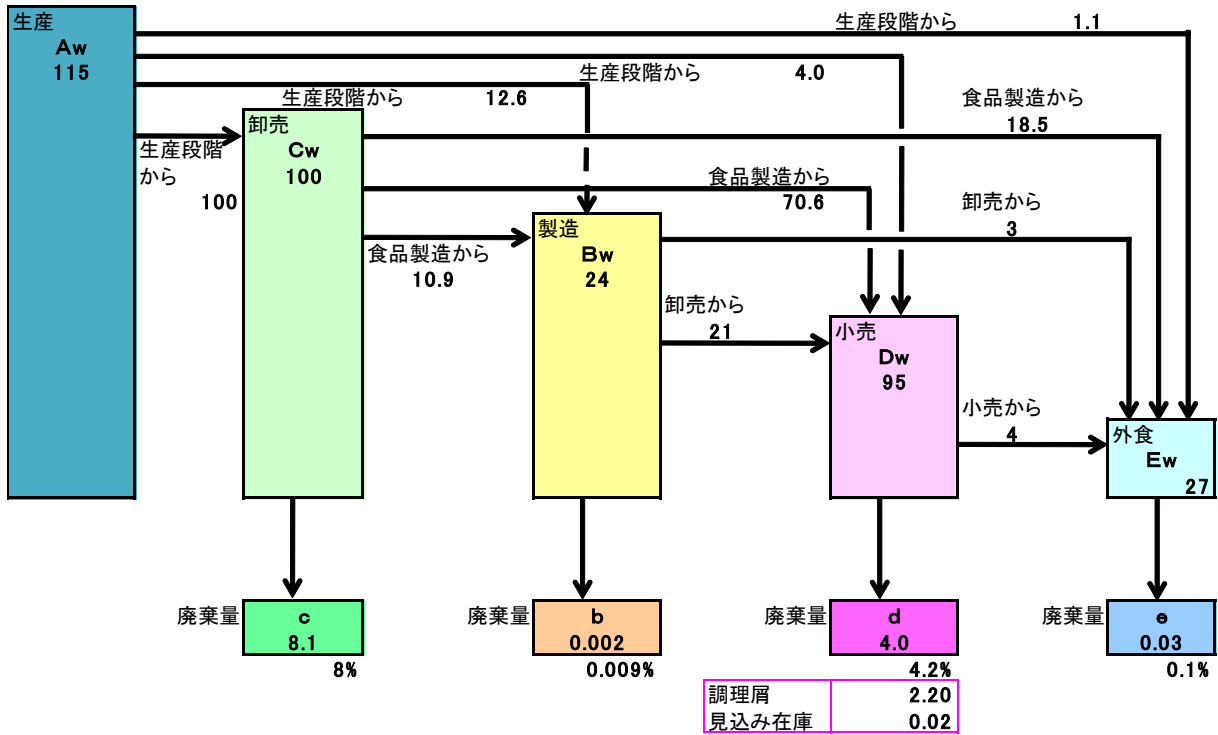 生産
Aw
115
生産段階から 1.1
生産段階から 4.0
生産段階から 12.6
生産段階
から
100
卸売
Cw
100
食品製造から
18.5
食品製造から
70.6
食品製造から
10.9
製造
Bw
24
卸売から
3
卸売から
21
小売
Dw
95
小売から
4
外食
Ew
27
廃棄量
c
8.1
8%
廃棄量
b
0.002
0.009%
廃棄量
d
4.0
4.2%
調理屑 2.20
見込み在庫 0.02
廃棄量
e
0.03
0.1%